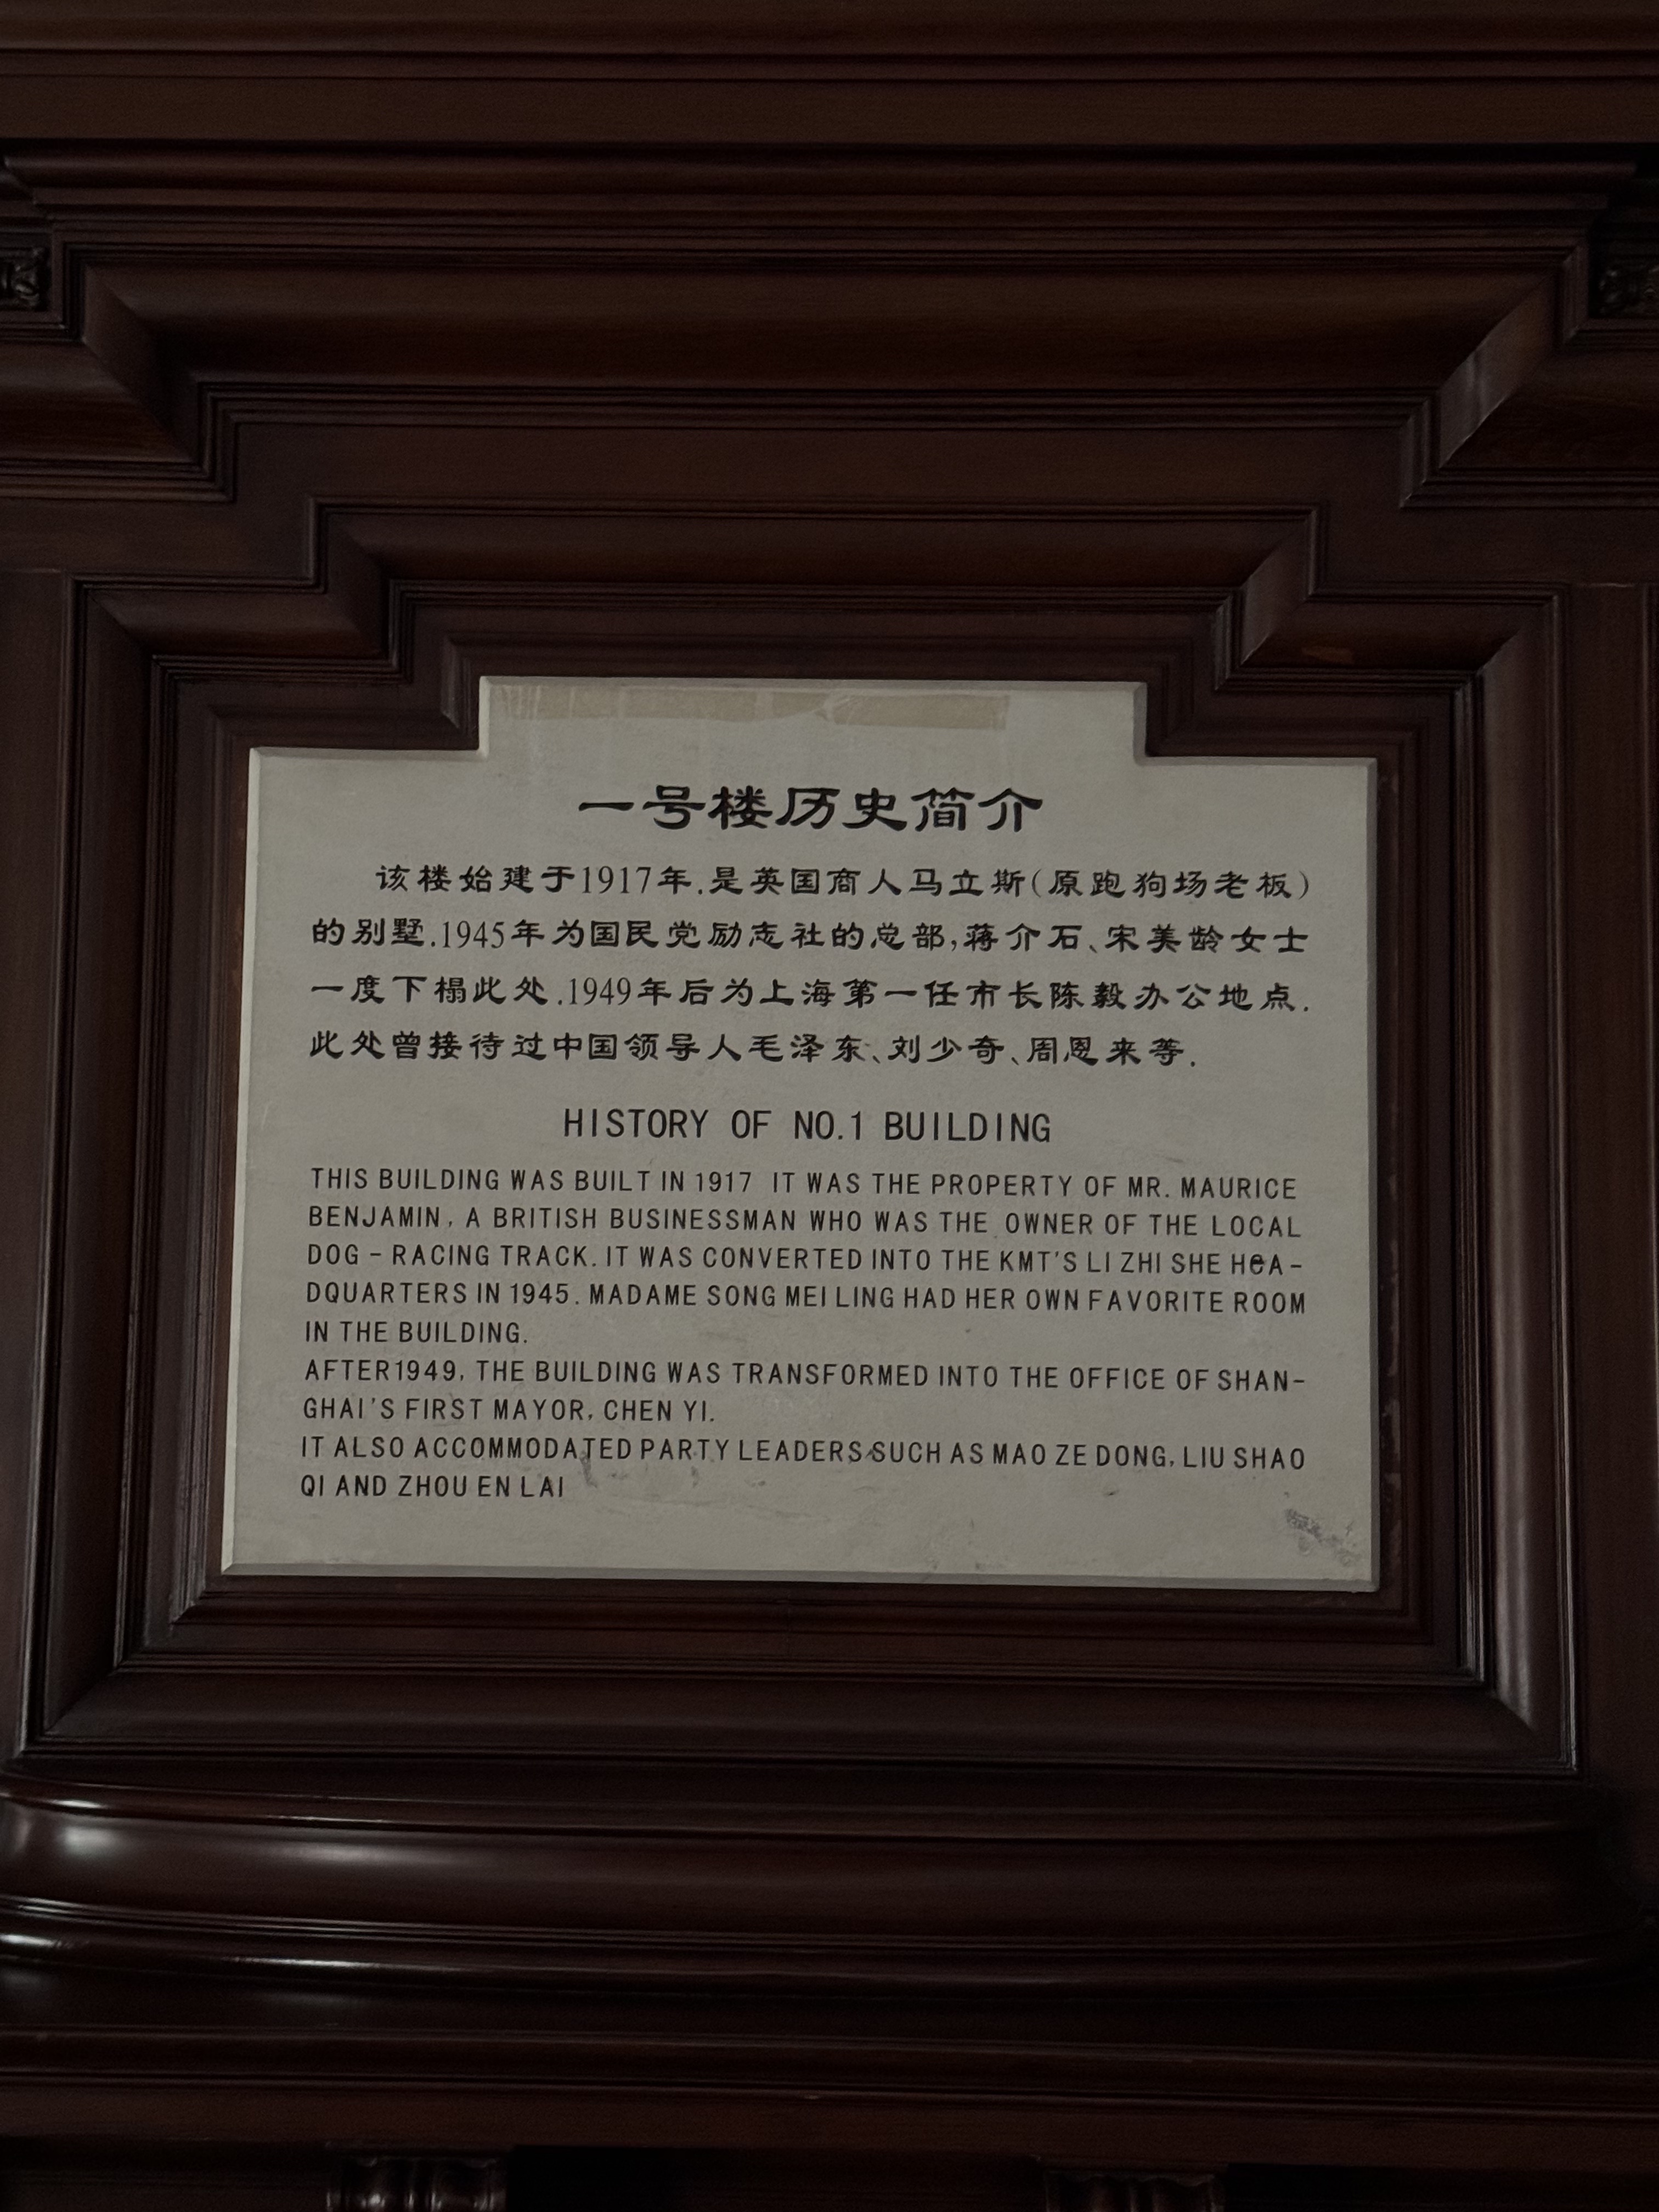 一号楼历史简介
该楼始建于1917年.是英国商人马立斯(原跑狗场老板)
的别墅.1945年为国民党励志社的总部,蒋介石、宋美龄女士
一度下榻此处.1949年后为上海第一任市长陈毅办公地点.
此处曾接待过中国领导人毛泽东、刘少奇、周恩来等.
HISTORY OF NO.1 BUILDING
THIS BUILDING WAS BUILT IN 1917 IT WAS THE PROPERTY OF MR. MAURICE
BENJAMIN, A BRITISH BUSINESSMAN WHO WAS THE OWNER OF THE LOCAL
DOG - RACING TRACK. IT WAS CONVERTED INTO THE KMT'S LI ZHI SHE HeA-
DQUARTERS IN 1945. MADAME SONG MEI LING HAD HER OWN FAVORITE ROOM
IN THE BUILDING.
AFTER1949, THE BUILDING WAS TRANSFORMED INTO THE OFFICE OF SHAN-
GHAI'S FIRST MAYOR, CHEN YI.
IT ALSO ACCOMMODATED PARTY LEADERS SUCH AS MAO ZE DONG, LIU SHAO
QI AND ZHOU EN LAI